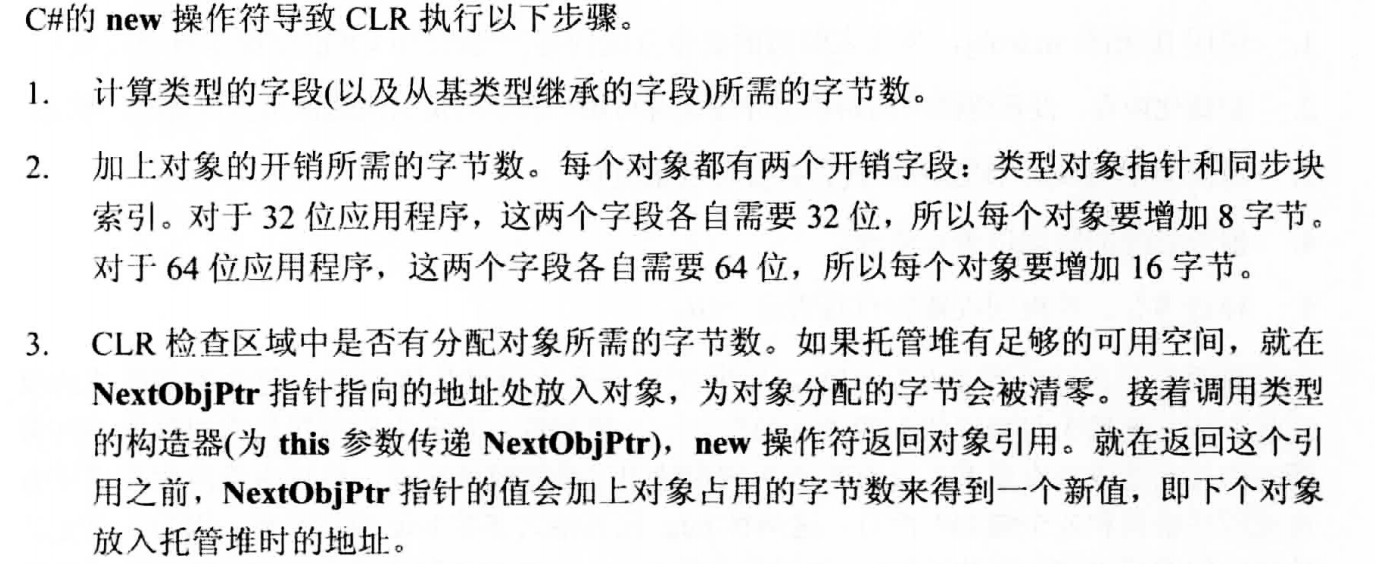 C#的 new 操作符导致 CLR 执行以下步骤。
1. 计算类型的字段(以及从基类型继承的字段)所需的字节数。
2. 加上对象的开销所需的字节数。每个对象都有两个开销字段：类型对象指针和同步块
索引。对于 32 位应用程序，这两个字段各自需要 32 位，所以每个对象要增加 8 字节。
对于 64 位应用程序，这两个字段各自需要 64 位，所以每个对象要增加 16 字节。
3. CLR 检查区域中是否有分配对象所需的字节数。如果托管堆有足够的可用空间，就在
NextObjPtr 指针指向的地址处放入对象，为对象分配的字节会被清零。接着调用类型
的构造器(为 this 参数传递 NextObjPtr)，new 操作符返回对象引用。就在返回这个引
用之前，NextObjPtr 指针的值会加上对象占用的字节数来得到一个新值，即下个对象
放入托管堆时的地址。